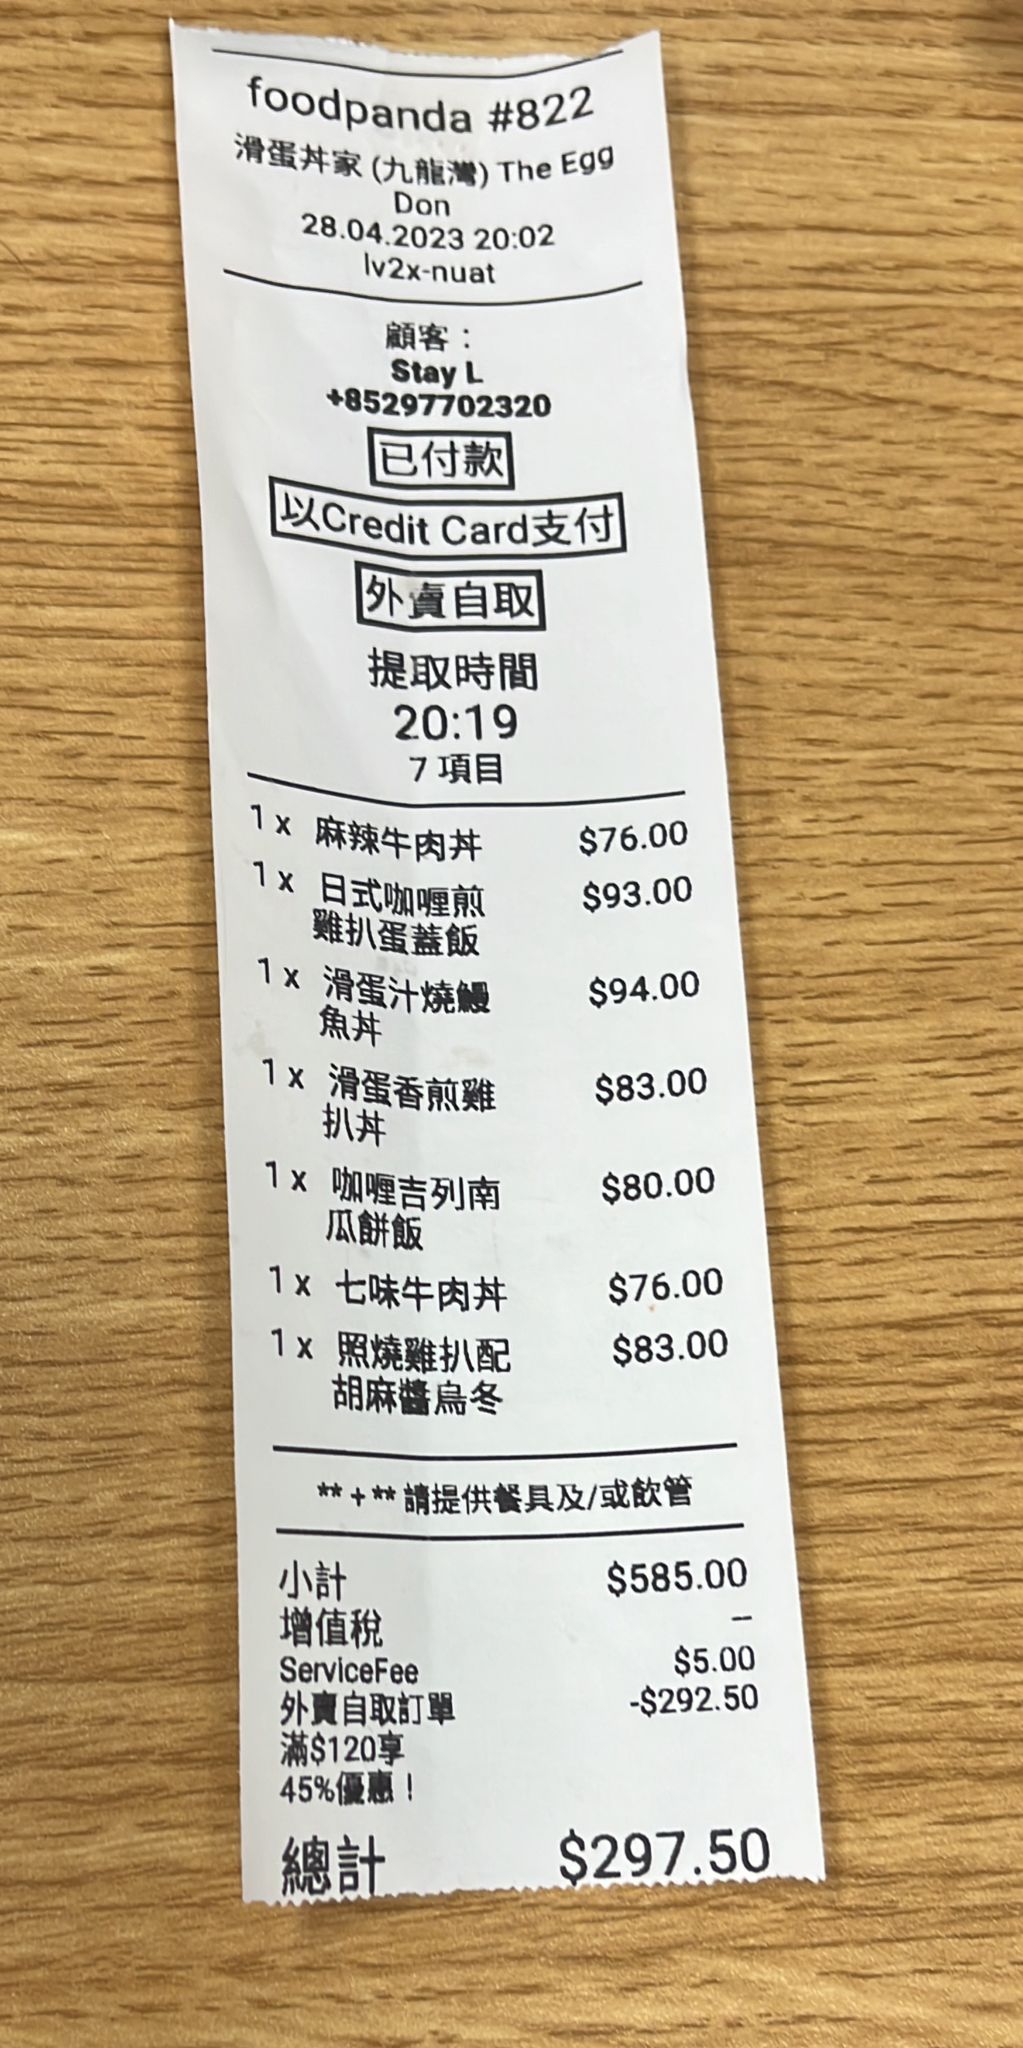 foodpanda #822
滑蛋丼家 (九龍灣) The Egg
Don
28.04.2023 20:02
lv2x-nuat
顧客：
Stay L
+85297702320
已付款
以Credit Card支付
外賣自取
提取時間
20:19
7 項目
1 x 麻辣牛肉丼 $76.00
1 x 日式咖喱煎 $93.00
雞扒蛋蓋飯
1 x 滑蛋汁燒鰻 $94.00
魚丼
1 x 滑蛋香煎雞 $83.00
扒丼
1 x 咖喱吉列南 $80.00
瓜餅飯
1 x 七味牛肉丼 $76.00
1 x 照燒雞扒配 $83.00
胡麻醬烏冬
** + ** 請提供餐具及/或飲管
小計 $585.00
增值稅 –
ServiceFee $5.00
外賣自取訂單 -$292.50
滿$120享
45%優惠！
總計 $297.50